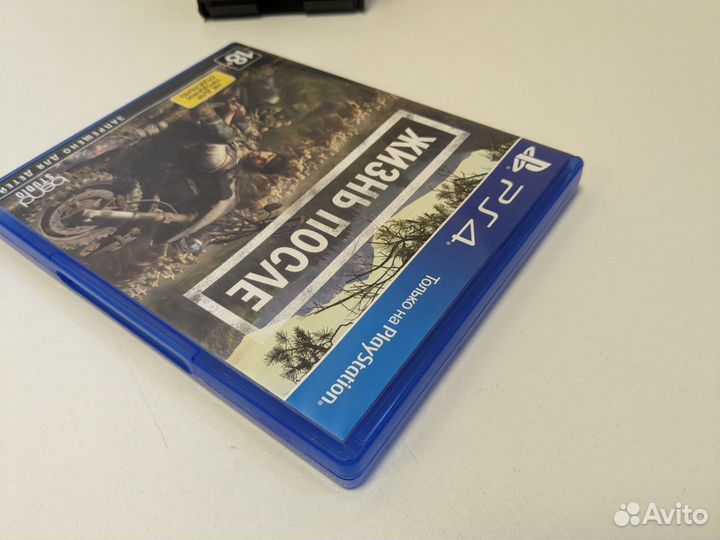 PS4
Только на PlayStation®
ЖИЗНЬ ПОСЛЕ
18+
ЗАПРЕЩЕНО ДЛЯ ДЕТЕЙ
Avito